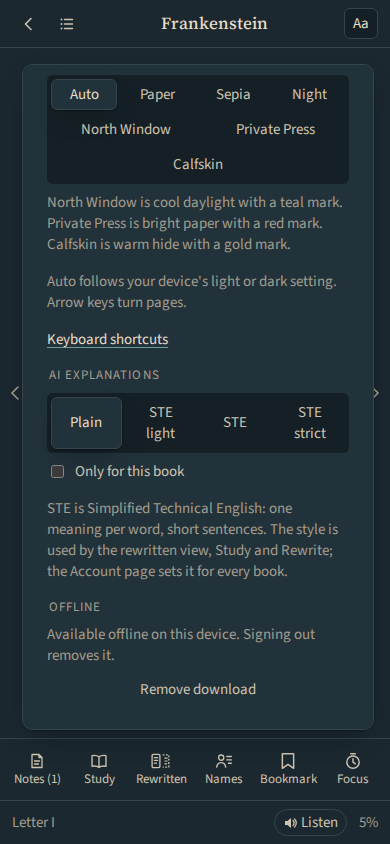 Frankenstein
Aa
Auto Paper Sepia Night
North Window Private Press
Calfskin
North Window is cool daylight with a teal mark.
Private Press is bright paper with a red mark.
Calfskin is warm hide with a gold mark.
Auto follows your device's light or dark setting.
Arrow keys turn pages.
Keyboard shortcuts
AI EXPLANATIONS
Plain STE light STE STE strict
Only for this book
STE is Simplified Technical English: one
meaning per word, short sentences. The style is
used by the rewritten view, Study and Rewrite;
the Account page sets it for every book.
OFFLINE
Available offline on this device. Signing out
removes it.
Remove download
Notes (1) Study Rewritten Names Bookmark Focus
Letter I Listen 5%